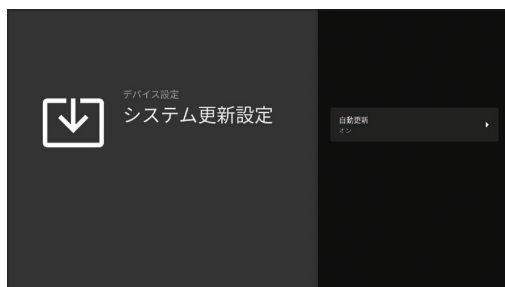 デバイス設定
システム更新設定
自動更新
オン